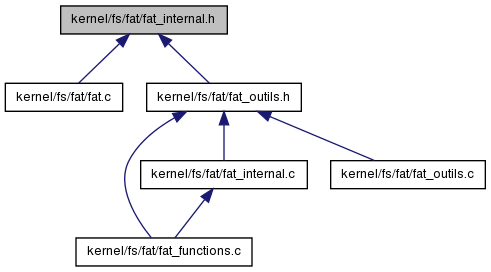 kernel/fs/fat/fat_internal.h
kernel/fs/fat/fat.c
kernel/fs/fat/fat_outils.h
kernel/fs/fat/fat_internal.c
kernel/fs/fat/fat_outils.c
kernel/fs/fat/fat_functions.c